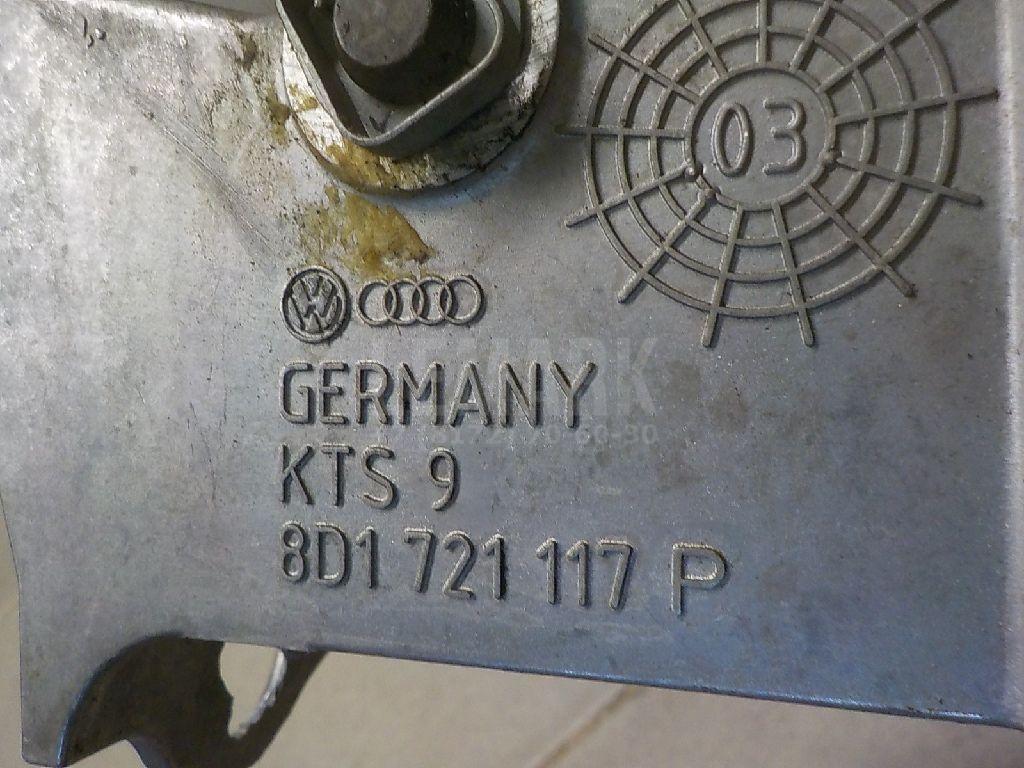 03
GERMANY
KTS 9
8D1 721 117 P